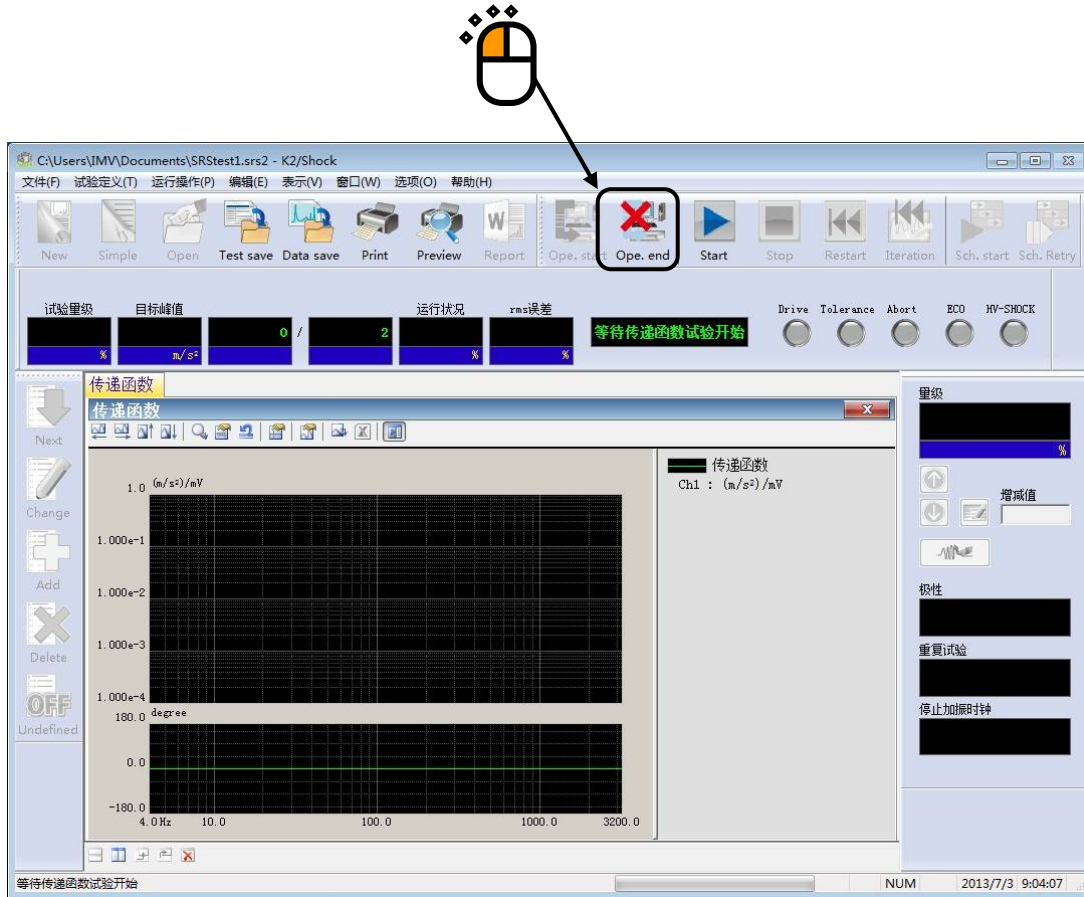 C:\Users\IMV\Documents\SRStest1.srs2 - K2/Shock
文件(F) 试验定义(T) 运行操作(P) 编辑(E) 表示(V) 窗口(W) 选项(O) 帮助(H)
New Simple Open Test save Data save Print Preview Report Ope. start Ope. end Start Stop Restart Iteration Sch. start Sch. Retry
试验量级 目标峰值 运行状况 rms误差 Drive Tolerance Abort ECO HV-SHOCK
0 / 2 等待传递函数试验开始
% m/s² % %
传递函数
传递函数
Next
Change
Add
Delete
OFF
Undefined
1.0 (m/s²)/mV
1.000e-1
1.000e-2
1.000e-3
1.000e-4
180.0 degree
0.0
-180.0
4.0Hz 10.0 100.0 1000.0 3200.0
传递函数
Ch1 : (m/s²)/mV
量级
%
增减值
极性
重复试验
停止加振时钟
等待传递函数试验开始 NUM 2013/7/3 9:04:07